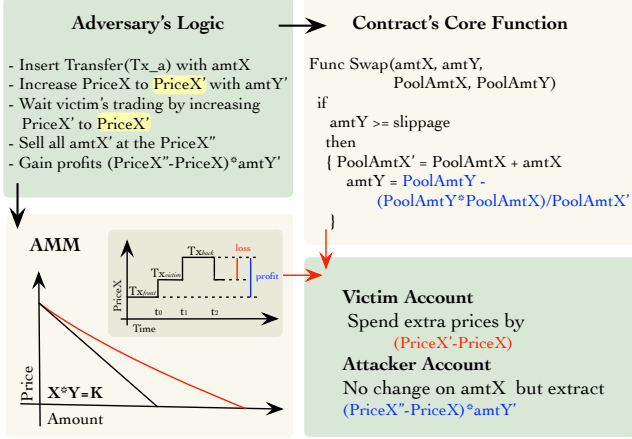 Adversary's Logic
- Insert Transfer(Tx_a) with amtX
- Increase PriceX to PriceX' with amtY'
- Wait victim's trading by increasing
PriceX' to PriceX'
- Sell all amtX' at the PriceX''
- Gain profits (PriceX''-PriceX)*amtY'
Contract's Core Function
Func Swap(amtX, amtY,
PoolAmtX, PoolAmtY)
if
amtY >= slippage
then
{ PoolAmtX' = PoolAmtX + amtX
amtY = PoolAmtY -
(PoolAmtY*PoolAmtX)/PoolAmtX'
}
AMM
Price
X*Y=K
Amount
PriceX
Txfront
Txvictim
Txback
loss
profit
t0 t1 t2
Time
Victim Account
Spend extra prices by
(PriceX'-PriceX)
Attacker Account
No change on amtX but extract
(PriceX''-PriceX)*amtY'